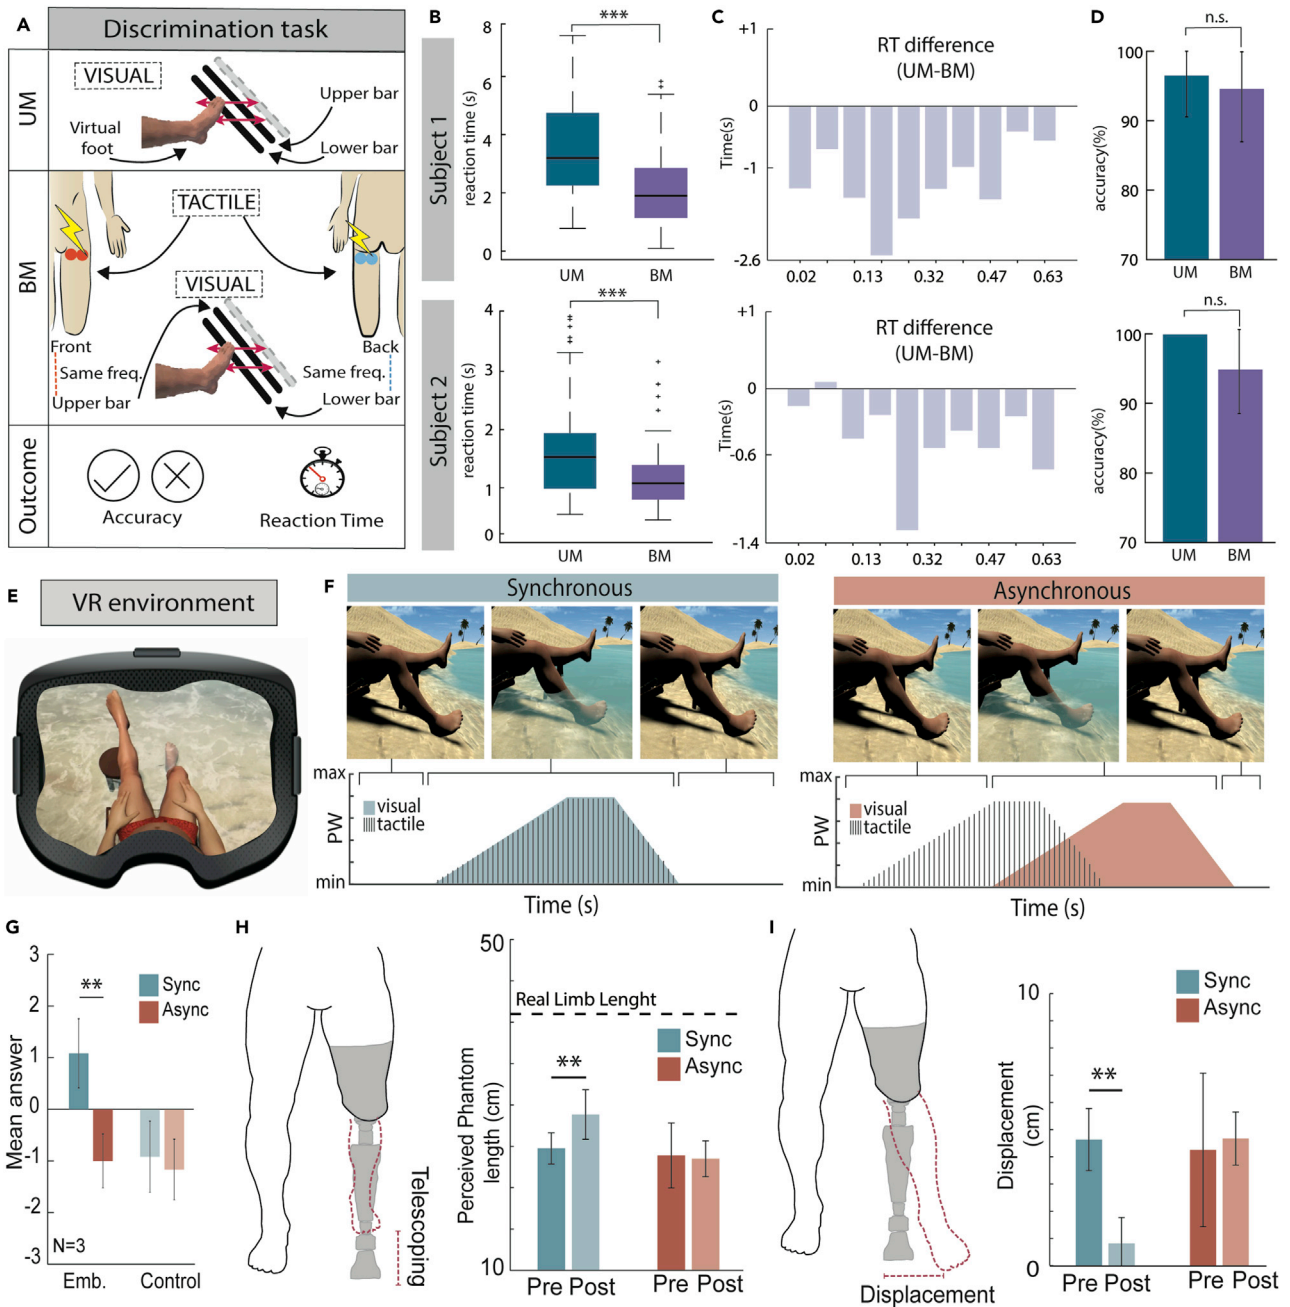 A
Discrimination task
UM
VISUAL
Upper bar
Virtual
foot
Lower bar
BM
TACTILE
VISUAL
Front
Back
Same freq.
Same freq.
Upper bar
Lower bar
Outcome
Accuracy
Reaction Time
B
Subject 1
reaction time (s)
8
6
4
2
0
***
UM
BM
Subject 2
reaction time (s)
4
3
2
1
0
***
UM
BM
C
RT difference
(UM-BM)
Time(s)
+1
0
-1
-2.6
0.02
0.13
0.32
0.47
0.63
RT difference
(UM-BM)
Time(s)
+1
0
-0.6
-1.4
0.02
0.13
0.32
0.47
0.63
D
n.s.
accuracy(%)
100
90
80
70
UM
BM
n.s.
accuracy(%)
100
90
80
70
UM
BM
E
VR environment
F
Synchronous
max
PW
min
visual
tactile
Time (s)
Asynchronous
max
PW
min
visual
tactile
Time (s)
G
Mean answer
3
2
1
0
-1
-2
-3
**
Sync
Async
N=3
Emb.
Control
H
Telescoping
Perceived Phantom
length (cm)
50
10
Real Limb Lenght
Sync
Async
**
Pre Post
Pre Post
I
Displacement
Displacement
(cm)
10
0
Sync
Async
**
Pre Post
Pre Post